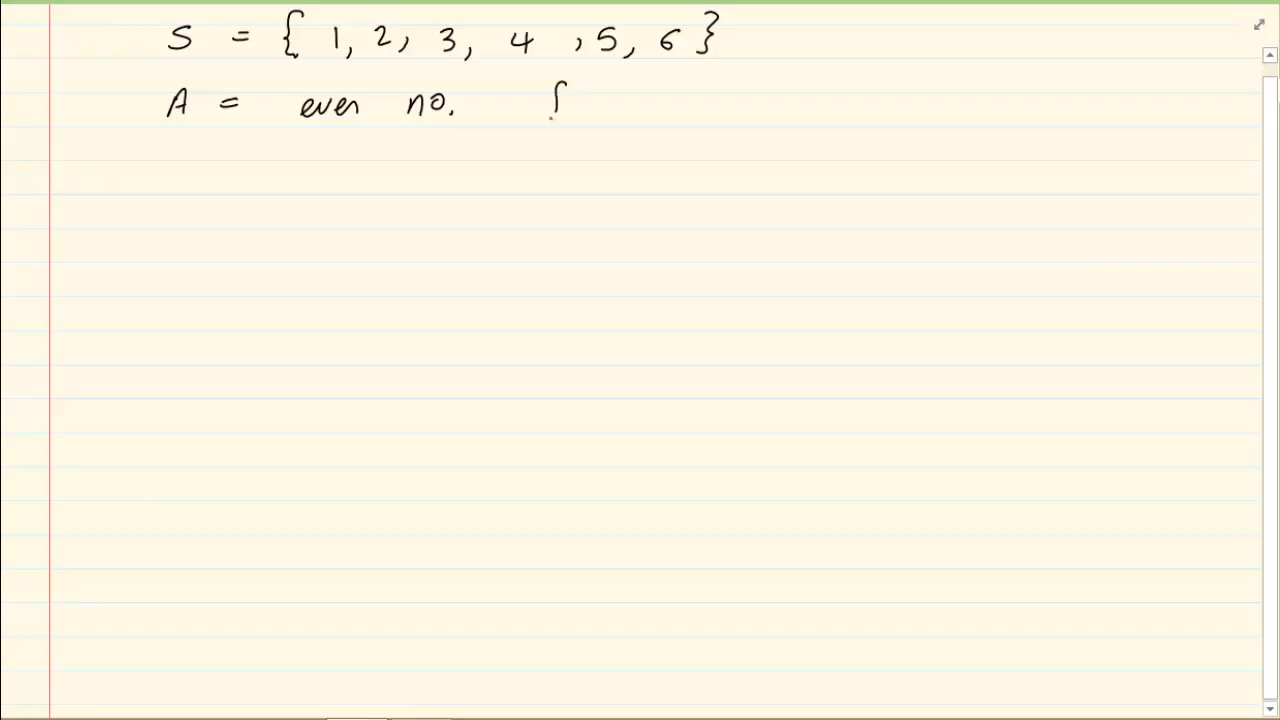 S = { 1, 2, 3, 4 , 5, 6 }
A = even no. {